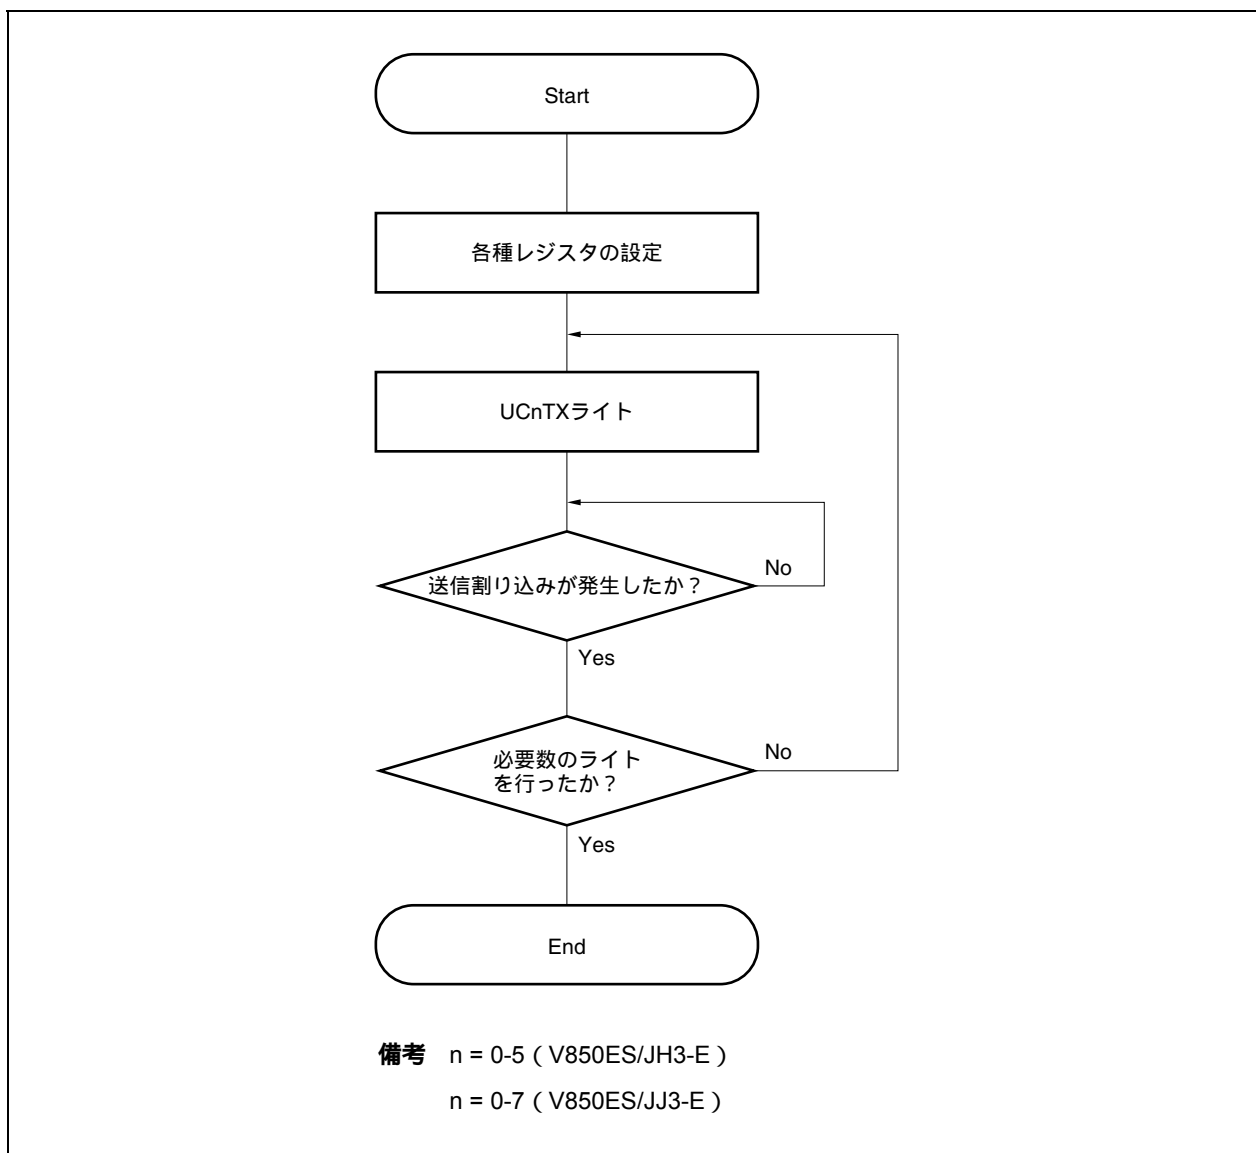 Start
各種レジスタの設定
UCnTXライト
送信割り込みが発生したか？
No
Yes
必要数のライト
を行ったか？
No
Yes
End
備考 n = 0-5（V850ES/JH3-E）
n = 0-7（V850ES/JJ3-E）